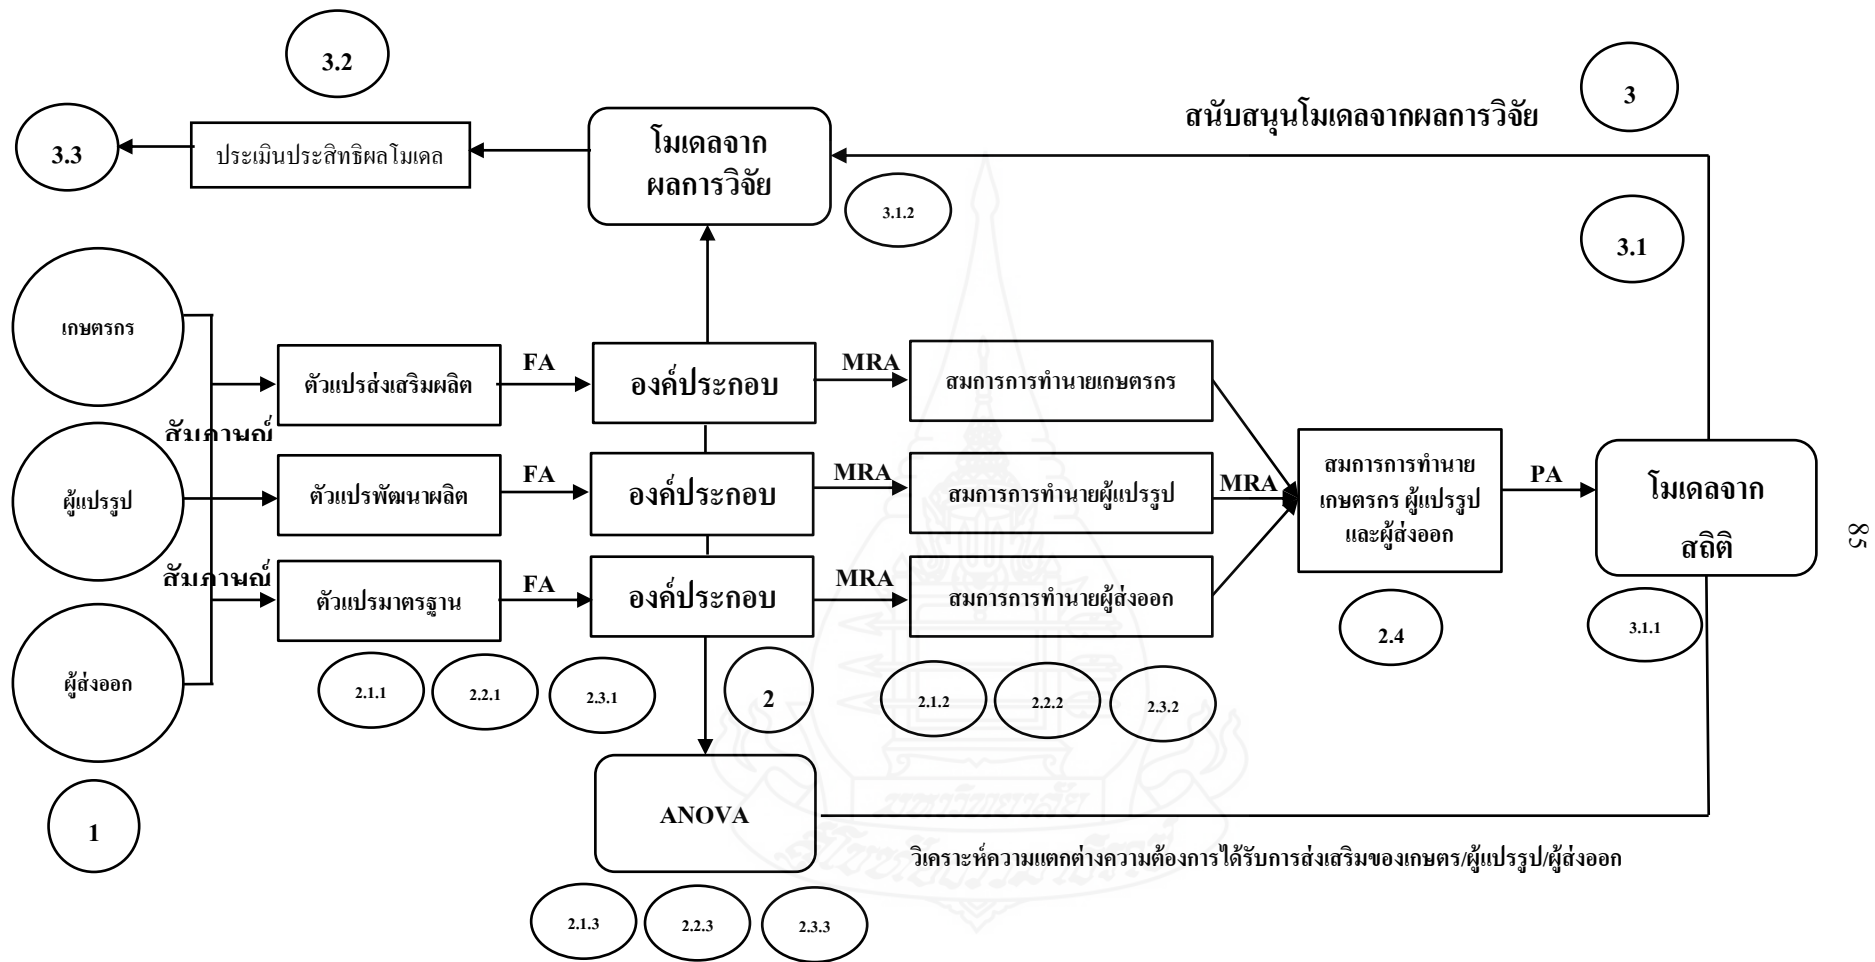 3.2
3
สนับสนุนโมเดลจากผลการวิจัย
3.3
ประเมินประสิทธิผลโมเดล
โมเดลจาก
ผลการวิจัย
3.1.2
3.1
เกษตรกร
ตัวแปรส่งเสริมผลิต
FA
องค์ประกอบ
MRA
สมการการทำนายเกษตรกร
สัมภาษณ์
ผู้แปรรูป
ตัวแปรพัฒนาผลิต
FA
องค์ประกอบ
MRA
สมการการทำนายผู้แปรรูป
MRA
สมการการทำนาย
เกษตรกร ผู้แปรรูป
และผู้ส่งออก
PA
โมเดลจาก
สถิติ
85
สัมภาษณ์
ผู้ส่งออก
ตัวแปรมาตรฐาน
FA
องค์ประกอบ
MRA
สมการการทำนายผู้ส่งออก
2.4
3.1.1
2.1.1
2.2.1
2.3.1
2
2.1.2
2.2.2
2.3.2
1
ANOVA
วิเคราะห์ความแตกต่างความต้องการได้รับการส่งเสริมของเกษตร/ผู้แปรรูป/ผู้ส่งออก
2.1.3
2.2.3
2.3.3